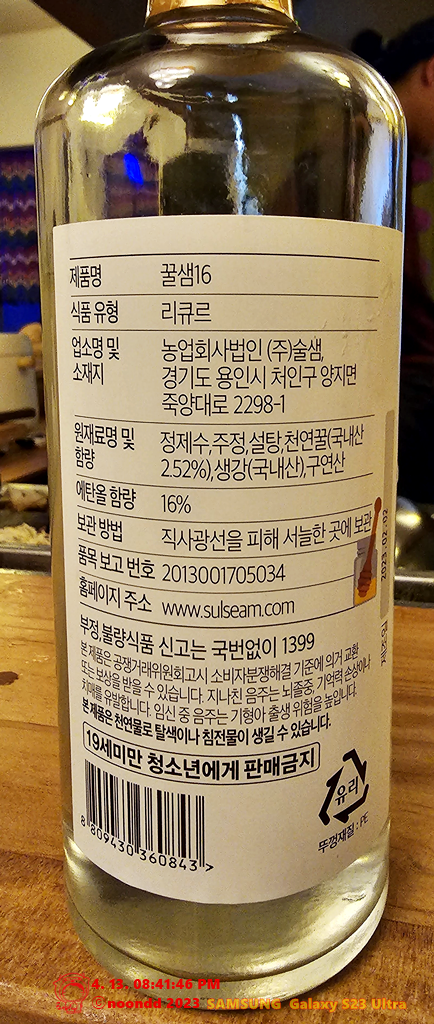 제품명 꿀샘16
식품 유형 리큐르
업소명 및 소재지 농업회사법인 (주)술샘,
경기도 용인시 처인구 양지면
죽양대로 2298-1
원재료명 및 함량 정제수,주정,설탕,천연꿀(국내산
2.52%),생강(국내산),구연산
에탄올 함량 16%
보관 방법 직사광선을 피해 서늘한 곳에 보관
품목 보고 번호 2013001705034
홈페이지 주소 www.sulseam.com
부정,불량식품 신고는 국번없이 1399
본 제품은 공정거래위원회고시 소비자분쟁해결 기준에 의거 교환
또는 보상을 받을 수 있습니다. 지나친 음주는 뇌졸중, 기억력 손상이나
치매를 유발합니다. 임신 중 음주는 기형아 출생 위험을 높입니다.
본 제품은 천연물로 탈색이나 침전물이 생길 수 있습니다.
19세미만 청소년에게 판매금지
유리
뚜껑재질 : PE
8 809430 360843 >
제조일 2023.02.02
4. 13. 08:41:46 PM
© noondd 2023 SAMSUNG Galaxy S23 Ultra